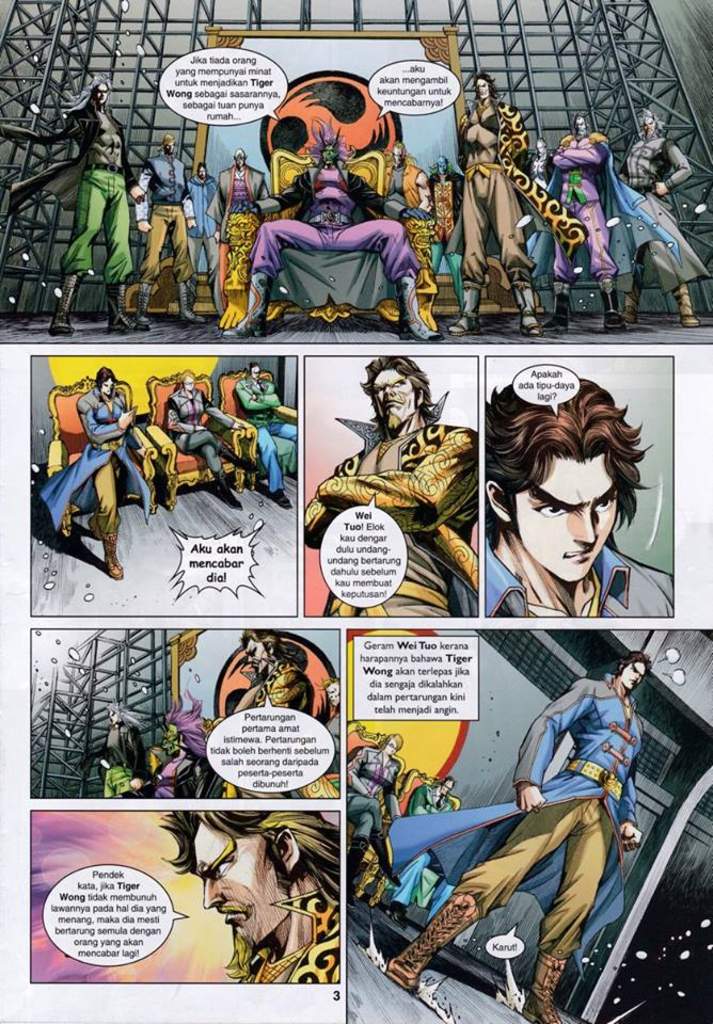 Jika tiada orang
yang mempunyai minat
untuk menjadikan Tiger
Wong sebagai sasarannya,
sebagai tuan punya
rumah...
...aku
akan mengambil
keuntungan untuk
mencabarnya!
Aku akan
mencabar
dia!
Wei
Tuo! Elok
kau dengar
dulu undang-
undang bertarung
dahulu sebelum
kau membuat
keputusan!
Apakah
ada tipu-daya
lagi?
Pertarungan
pertama amat
istimewa. Pertarungan
tidak boleh berhenti sebelum
salah seorang daripada
peserta-peserta
dibunuh!
Geram Wei Tuo kerana
harapannya bahawa Tiger
Wong akan terlepas jika
dia sengaja dikalahkan
dalam pertarungan kini
telah menjadi angin.
Pendek
kata, jika Tiger
Wong tidak membunuh
lawannya pada hal dia yang
menang, maka dia mesti
bertarung semula dengan
orang yang akan
mencabar lagi!
Karut!
3